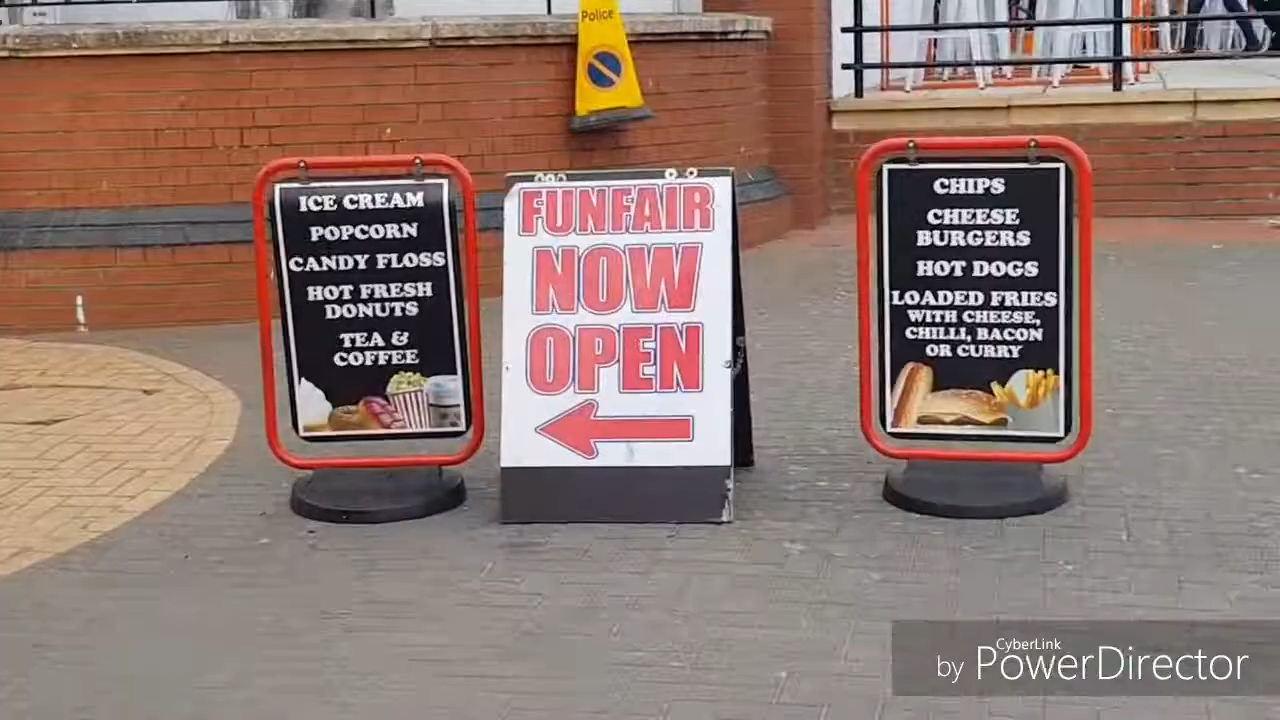 Police
ICE CREAM
POPCORN
CANDY FLOSS
HOT FRESH
DONUTS
TEA &
COFFEE
FUNFAIR
NOW
OPEN
CHIPS
CHEESE
BURGERS
HOT DOGS
LOADED FRIES
WITH CHEESE,
CHILLI, BACON
OR CURRY
CyberLink
by PowerDirector